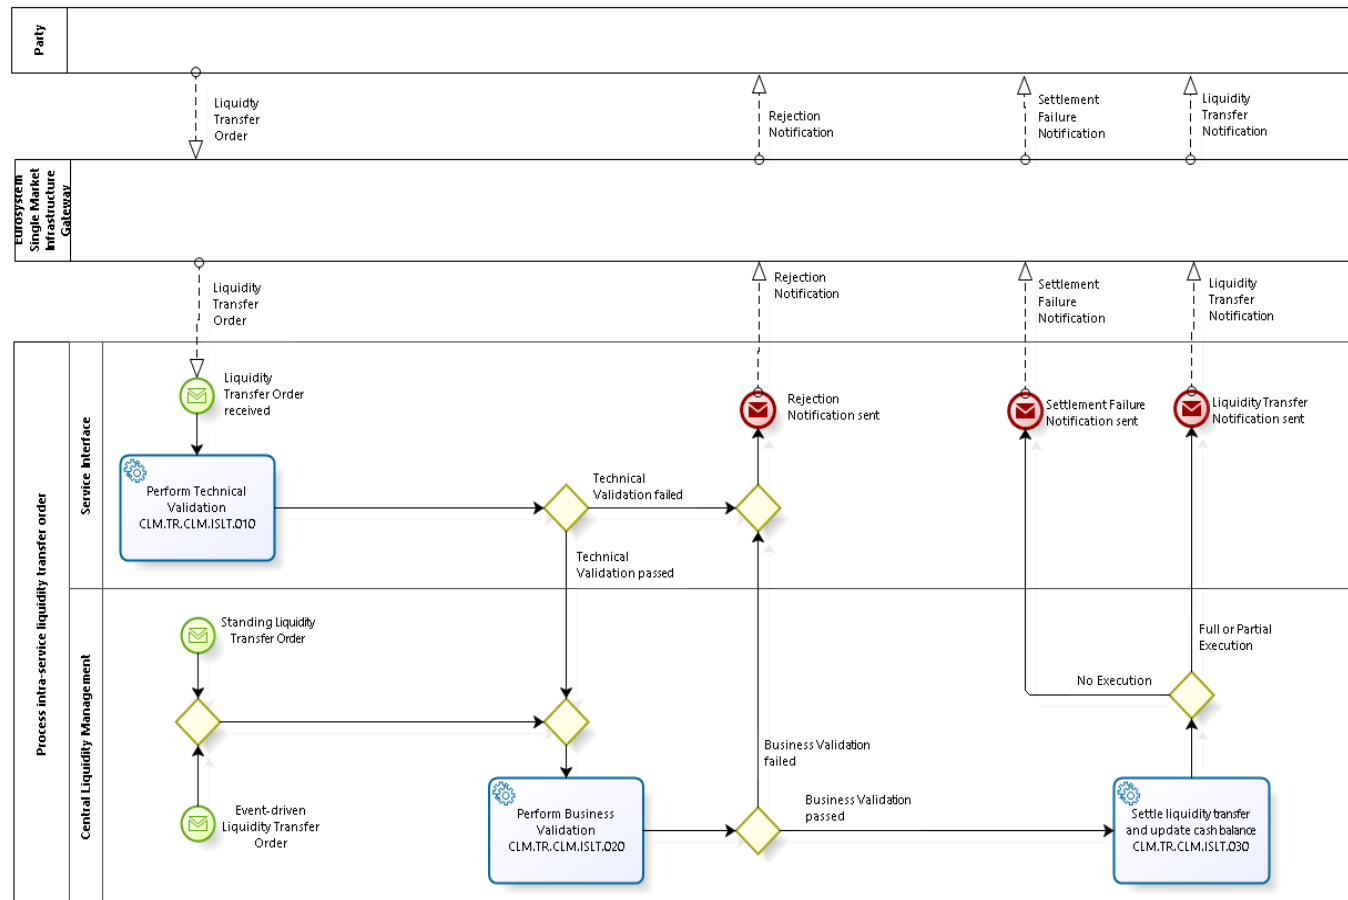 Party
Liquidity
Transfer
Order
Rejection
Notification
Settlement
Failure
Notification
Liquidity
Transfer
Notification
Eurosystem
Single Market
Infrastructure
Gateway
Liquidity
Transfer
Order
Rejection
Notification
Settlement
Failure
Notification
Liquidity
Transfer
Notification
Process intra-service liquidity transfer order
Service Interface
Liquidity
Transfer Order
received
Rejection
Notification sent
Settlement Failure
Notification sent
Liquidity Transfer
Notification sent
Perform Technical
Validation
CLM.TR.CLM.ISLT.010
Technical
Validation failed
Technical
Validation passed
Central Liquidity Management
Standing Liquidity
Transfer Order
Full or Partial
Execution
No Execution
Business Validation
failed
Event-driven
Liquidity Transfer
Order
Perform Business
Validation
CLM.TR.CLM.ISLT.020
Business Validation
passed
Settle liquidity transfer
and update cash balance
CLM.TR.CLM.ISLT.030